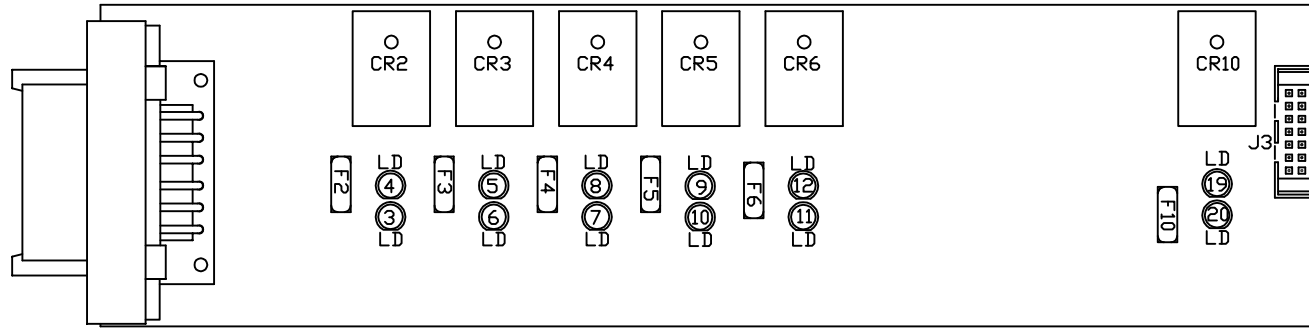 CR2 CR3 CR4 CR5 CR6 CR10
J3
LD LD LD LD LD LD
F2 4 F3 5 F4 8 F5 9 F6 12 F10 19
3 6 7 10 11 20
LD LD LD LD LD LD